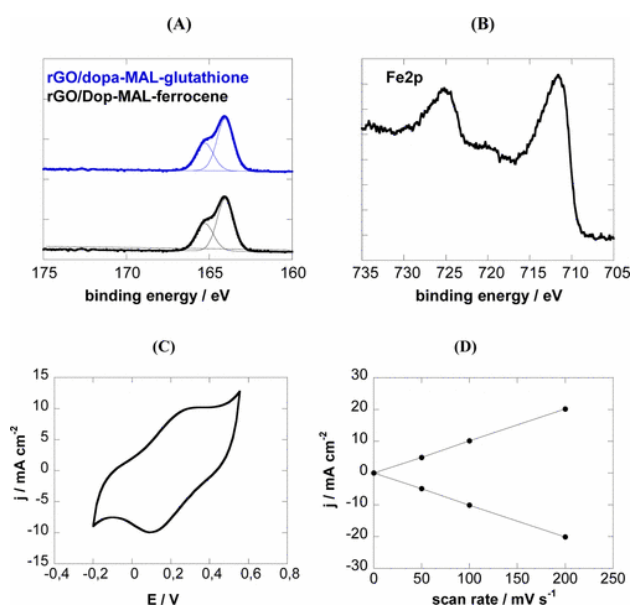 (A)
rGO/dopa-MAL-glutathione
rGO/Dop-MAL-ferrocene
175 170 165 160
binding energy / eV
(B)
Fe2p
735 730 725 720 715 710 705
binding energy / eV
(C)
15
10
5
0
-5
-10
-15
j / mA cm-2
-0,4 -0,2 0 0,2 0,4 0,6 0,8
E / V
(D)
30
20
10
0
-10
-20
-30
j / mA cm-2
0 50 100 150 200 250
scan rate / mV s-1